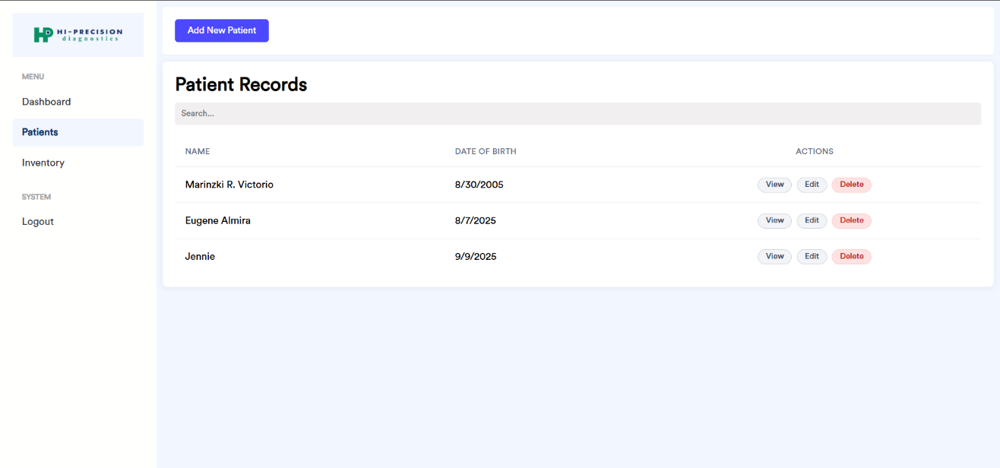 HD HI-PRECISION
diagnostics
MENU
Dashboard
Patients
Inventory
SYSTEM
Logout
Add New Patient
Patient Records
Search...
NAME DATE OF BIRTH ACTIONS
Marinzki R. Victorio 8/30/2005 View Edit Delete
Eugene Almira 8/7/2025 View Edit Delete
Jennie 9/9/2025 View Edit Delete